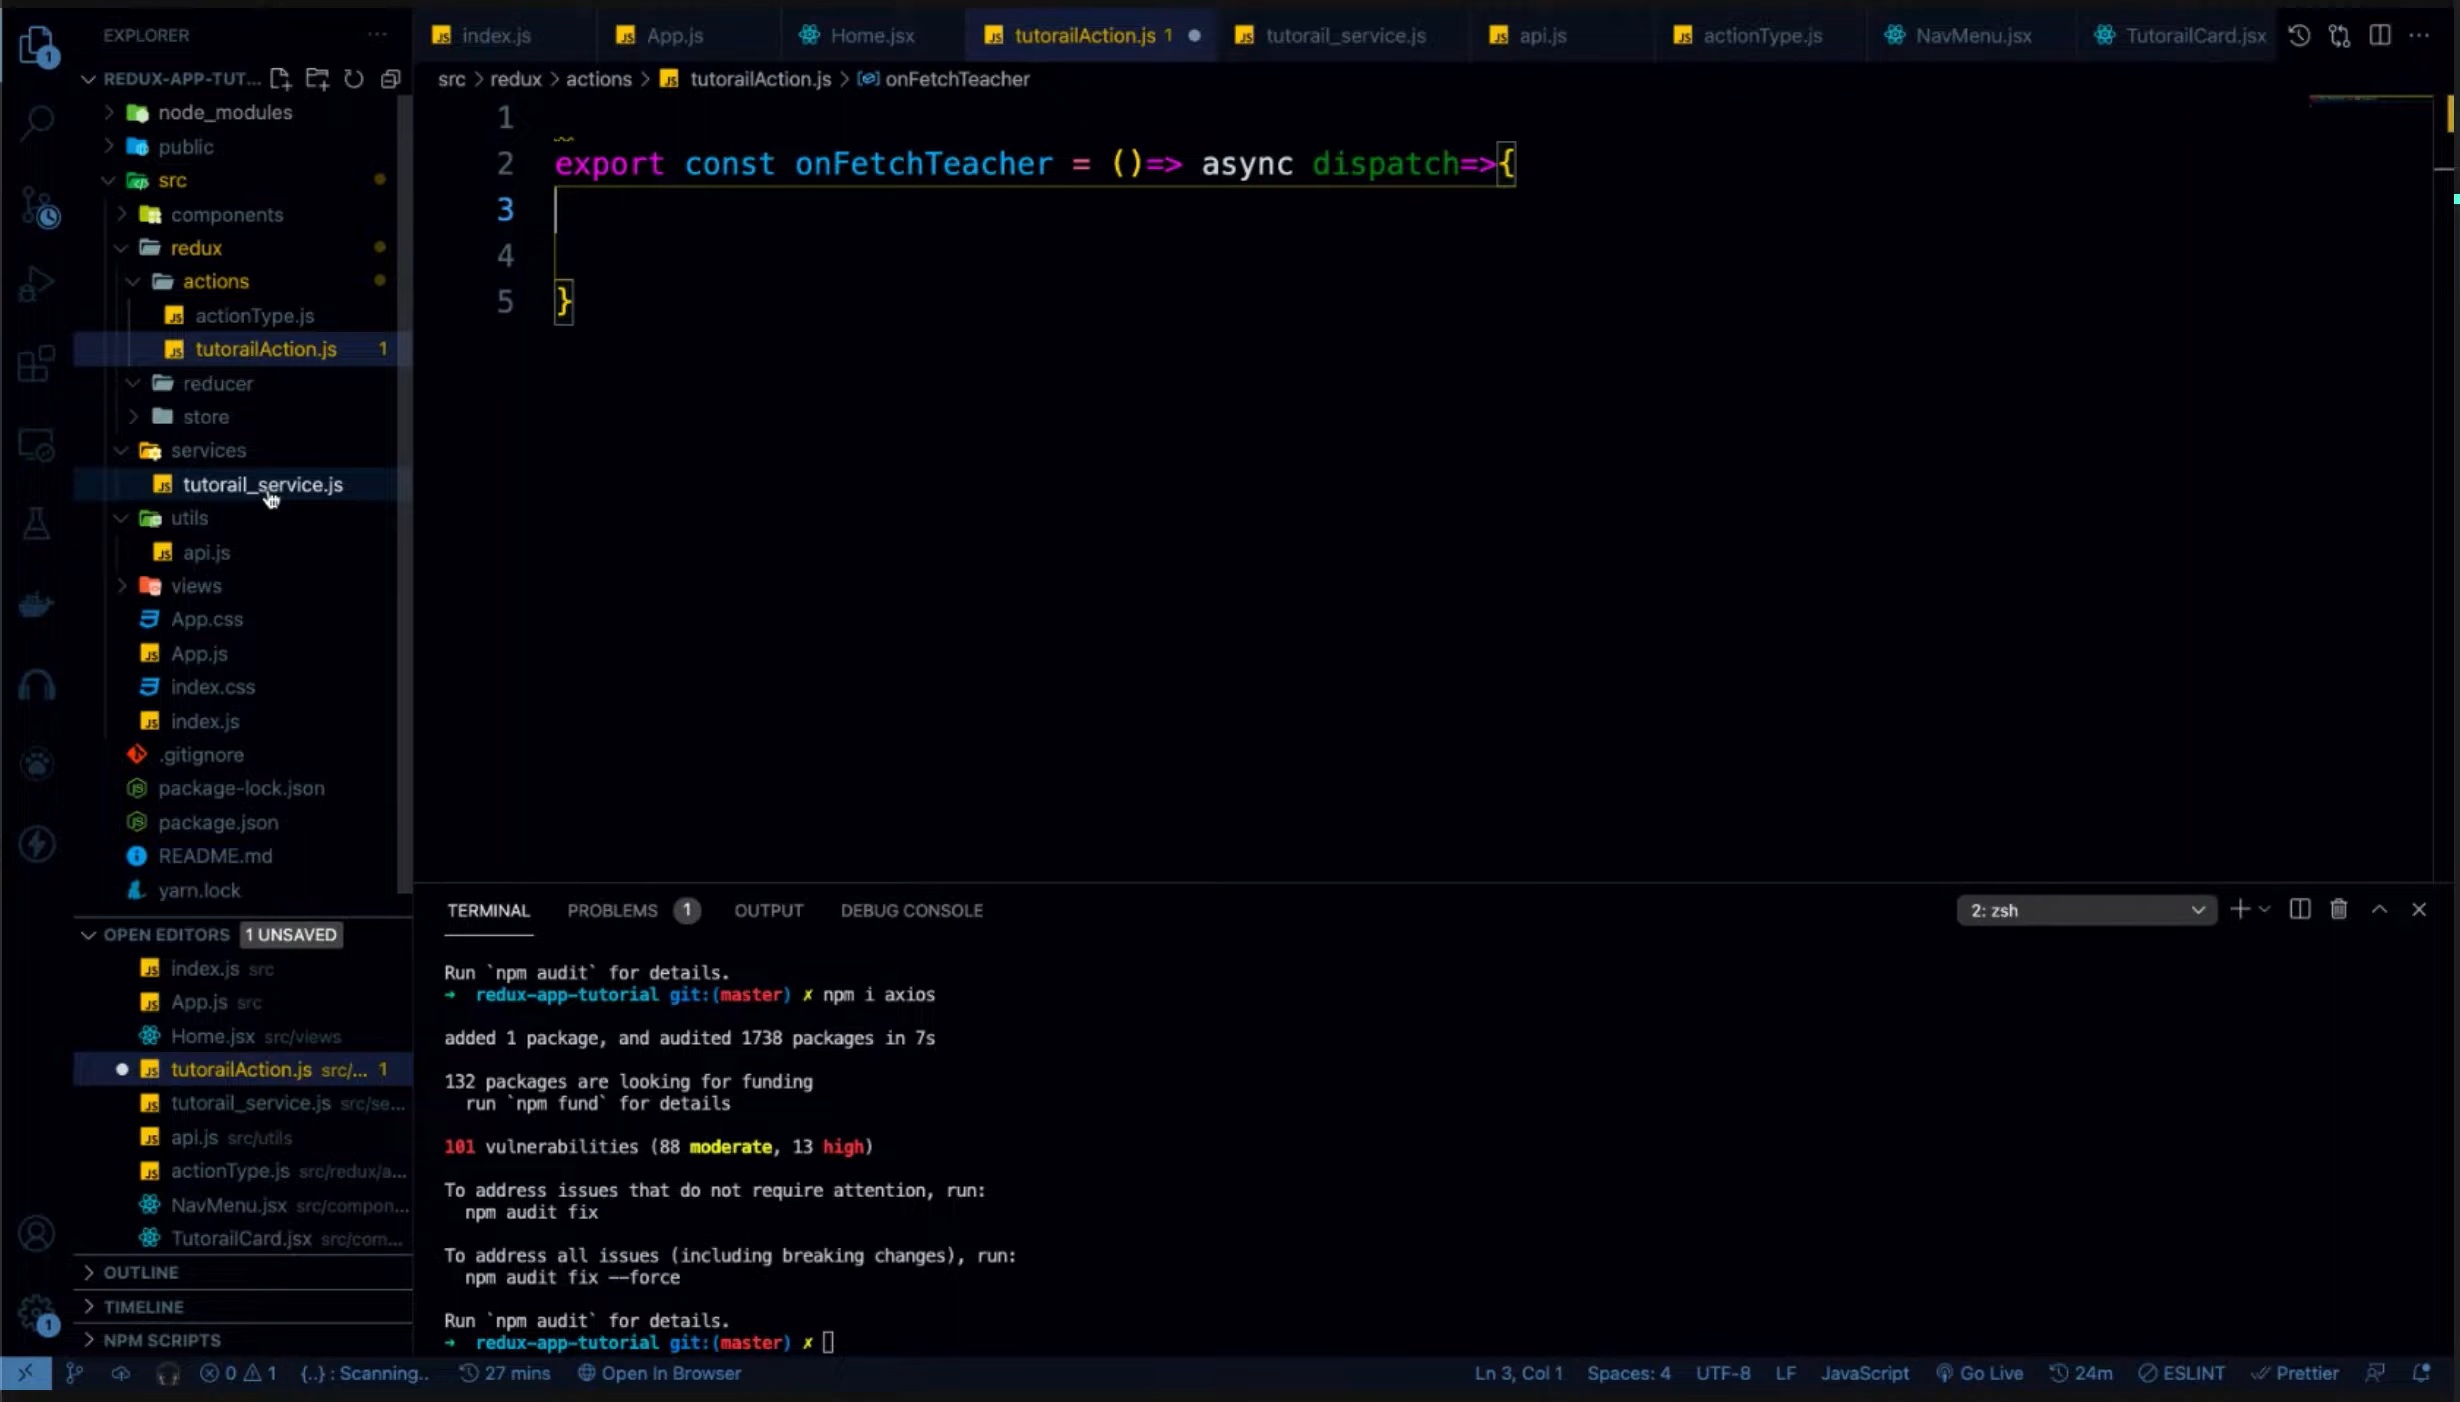 EXPLORER
REDUX-APP-TUT...
node_modules
public
src
components
redux
actions
actionType.js
tutorailAction.js 1
reducer
store
services
tutorail_service.js
utils
api.js
views
App.css
App.js
index.css
index.js
.gitignore
package-lock.json
package.json
README.md
yarn.lock
OPEN EDITORS 1 UNSAVED
index.js src
App.js src
Home.jsx src/views
tutorailAction.js src/... 1
tutorail_service.js src/se...
api.js src/utils
actionType.js src/redux/a...
NavMenu.jsx src/compon...
TutorailCard.jsx src/com...
OUTLINE
TIMELINE
NPM SCRIPTS
index.js App.js Home.jsx tutorailAction.js 1 tutorail_service.js api.js actionType.js NavMenu.jsx TutorailCard.jsx
src > redux > actions > tutorailAction.js > onFetchTeacher
1
2 export const onFetchTeacher = ()=> async dispatch=>{
3
4
5 }
TERMINAL PROBLEMS 1 OUTPUT DEBUG CONSOLE 2: zsh
Run `npm audit` for details.
→ redux-app-tutorial git:(master) ✗ npm i axios
added 1 package, and audited 1738 packages in 7s
132 packages are looking for funding
run `npm fund` for details
101 vulnerabilities (88 moderate, 13 high)
To address issues that do not require attention, run:
npm audit fix
To address all issues (including breaking changes), run:
npm audit fix --force
Run `npm audit` for details.
→ redux-app-tutorial git:(master) ✗
0 1 {..} : Scanning.. 27 mins Open In Browser Ln 3, Col 1 Spaces: 4 UTF-8 LF JavaScript Go Live 24m ESLINT Prettier